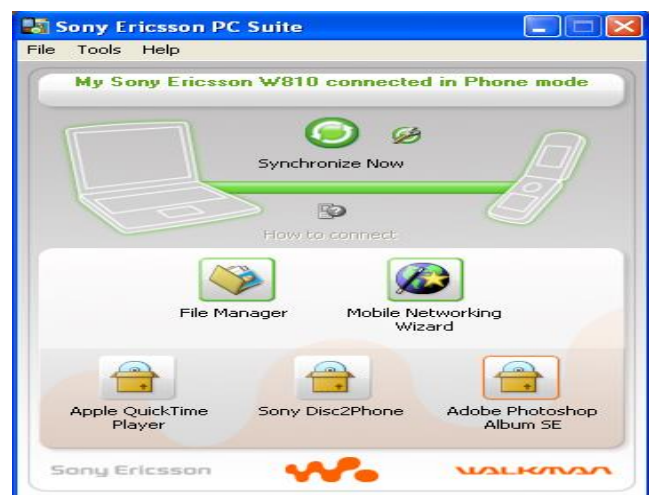 Sony Ericsson PC Suite
File Tools Help
My Sony Ericsson W810 connected in Phone mode
Synchronize Now
How to connect
File Manager
Mobile Networking
Wizard
Apple QuickTime
Player
Sony Disc2Phone
Adobe Photoshop
Album SE
Sony Ericsson
WALKMAN